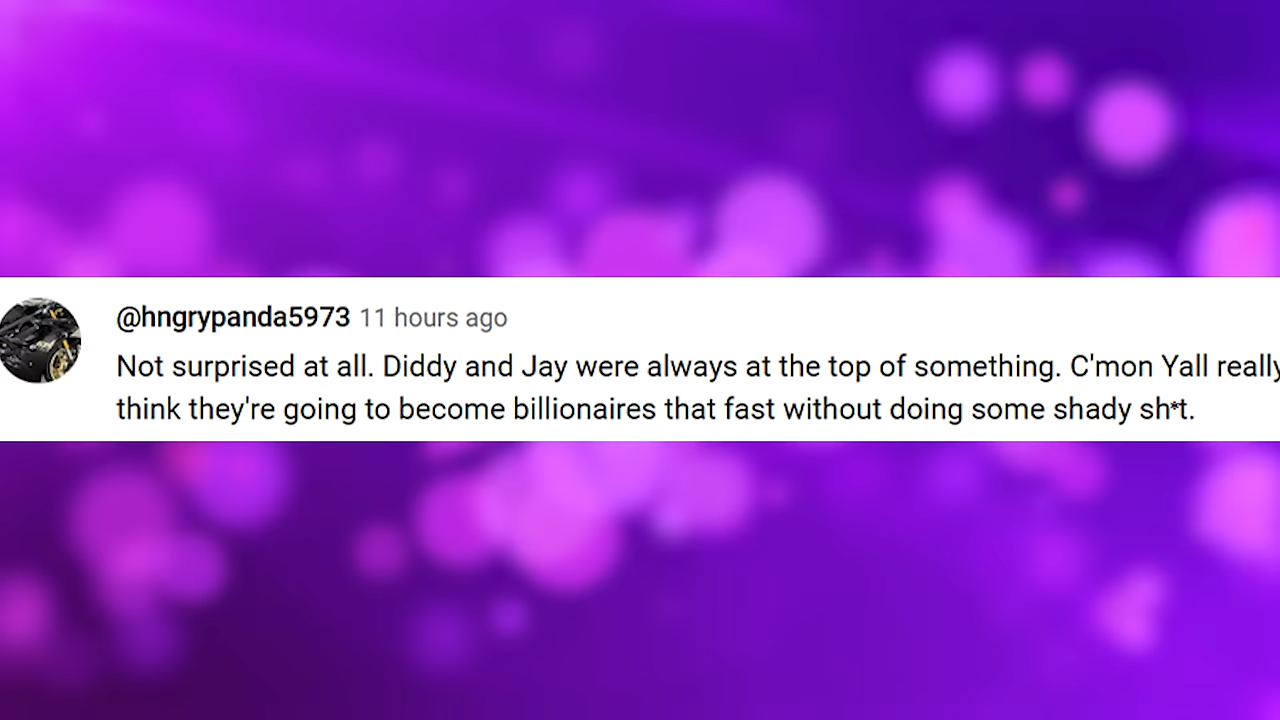 @hngrypanda5973 11 hours ago
Not surprised at all. Diddy and Jay were always at the top of something. C'mon Yall really
think they're going to become billionaires that fast without doing some shady sh*t.